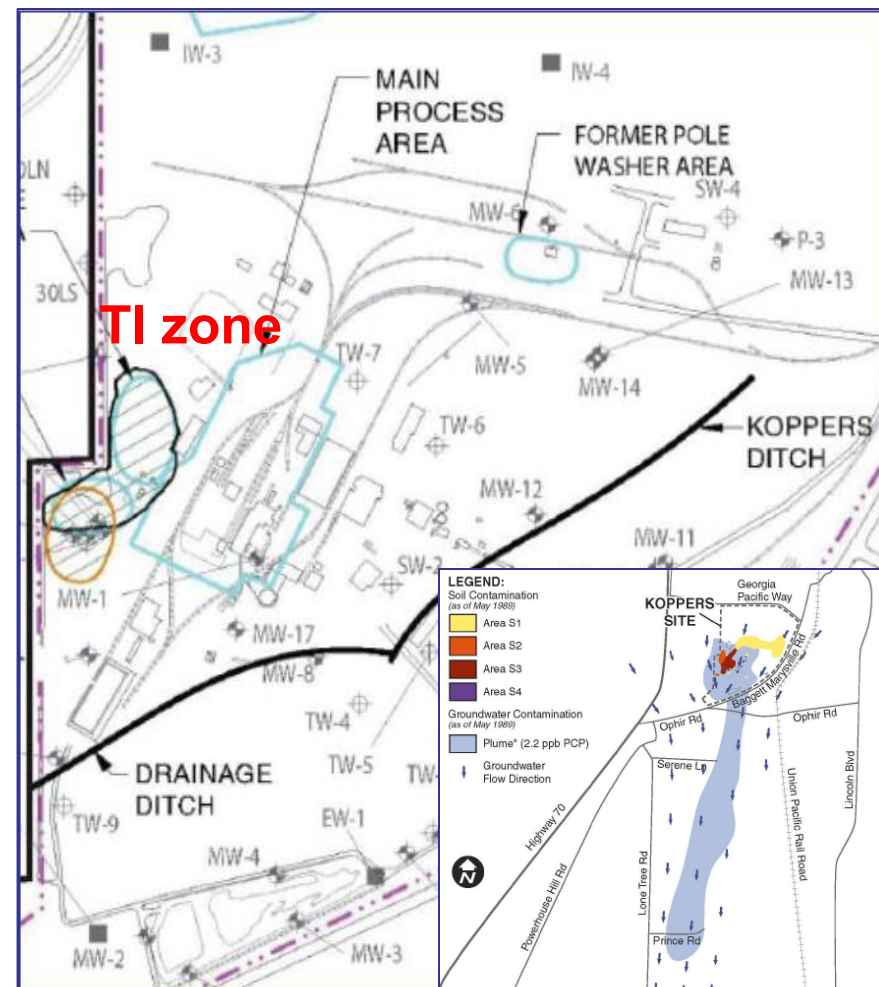 IW-3
IW-4
MAIN
PROCESS
AREA
FORMER POLE
WASHER AREA
SW-4
MW-6
P-3
MW-13
30LS
TI zone
TW-7
MW-5
MW-14
TW-6
KOPPERS
DITCH
MW-12
MW-11
SW-2
MW-1
MW-17
MW-8
TW-4
TW-5
DRAINAGE
DITCH
TW-9
EW-1
MW-4
MW-2
MW-3
LEGEND:
Soil Contamination
(as of May 1989)
Area S1
Area S2
Area S3
Area S4
Groundwater Contamination
(as of May 1989)
Plume* (2.2 ppb PCP)
Groundwater
Flow Direction
N
Georgia
Pacific Way
KOPPERS
SITE
Baggett Marysville Rd
Ophir Rd
Ophir Rd
Serene Ln
Highway 70
Powerhouse Hill Rd
Lone Tree Rd
Union Pacific Rail Road
Lincoln Blvd
Prince Rd